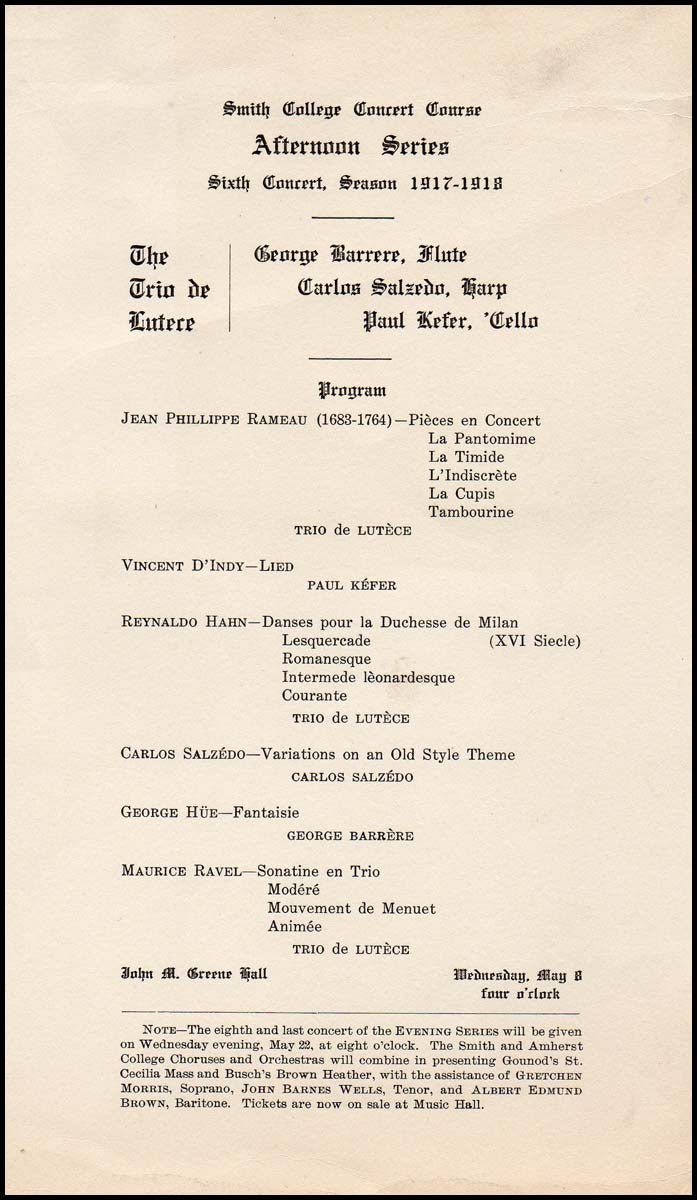 Smith College Concert Course
Afternoon Series
Sixth Concert, Season 1917-1918
The
Trio de
Lutece
George Barrere, Flute
Carlos Salzedo, Harp
Paul Kefer, 'Cello
Program
JEAN PHILLIPPE RAMEAU (1683-1764)—Pièces en Concert
La Pantomime
La Timide
L'Indiscrète
La Cupis
Tambourine
TRIO de LUTÈCE
VINCENT D'INDY—LIED
PAUL KÉFER
REYNALDO HAHN—Danses pour la Duchesse de Milan
Lesquercade (XVI Siecle)
Romanesque
Intermede lèonardesque
Courante
TRIO de LUTÈCE
CARLOS SALZÉDO—Variations on an Old Style Theme
CARLOS SALZÉDO
GEORGE HÜE—Fantaisie
GEORGE BARRÈRE
MAURICE RAVEL—Sonatine en Trio
Modéré
Mouvement de Menuet
Animée
TRIO de LUTÈCE
John M. Greene Hall Wednesday, May 8
four o'clock
NOTE—The eighth and last concert of the EVENING SERIES will be given
on Wednesday evening, May 22, at eight o'clock. The Smith and Amherst
College Choruses and Orchestras will combine in presenting Gounod's St.
Cecilia Mass and Busch's Brown Heather, with the assistance of GRETCHEN
MORRIS, Soprano, JOHN BARNES WELLS, Tenor, and ALBERT EDMUND
BROWN, Baritone. Tickets are now on sale at Music Hall.